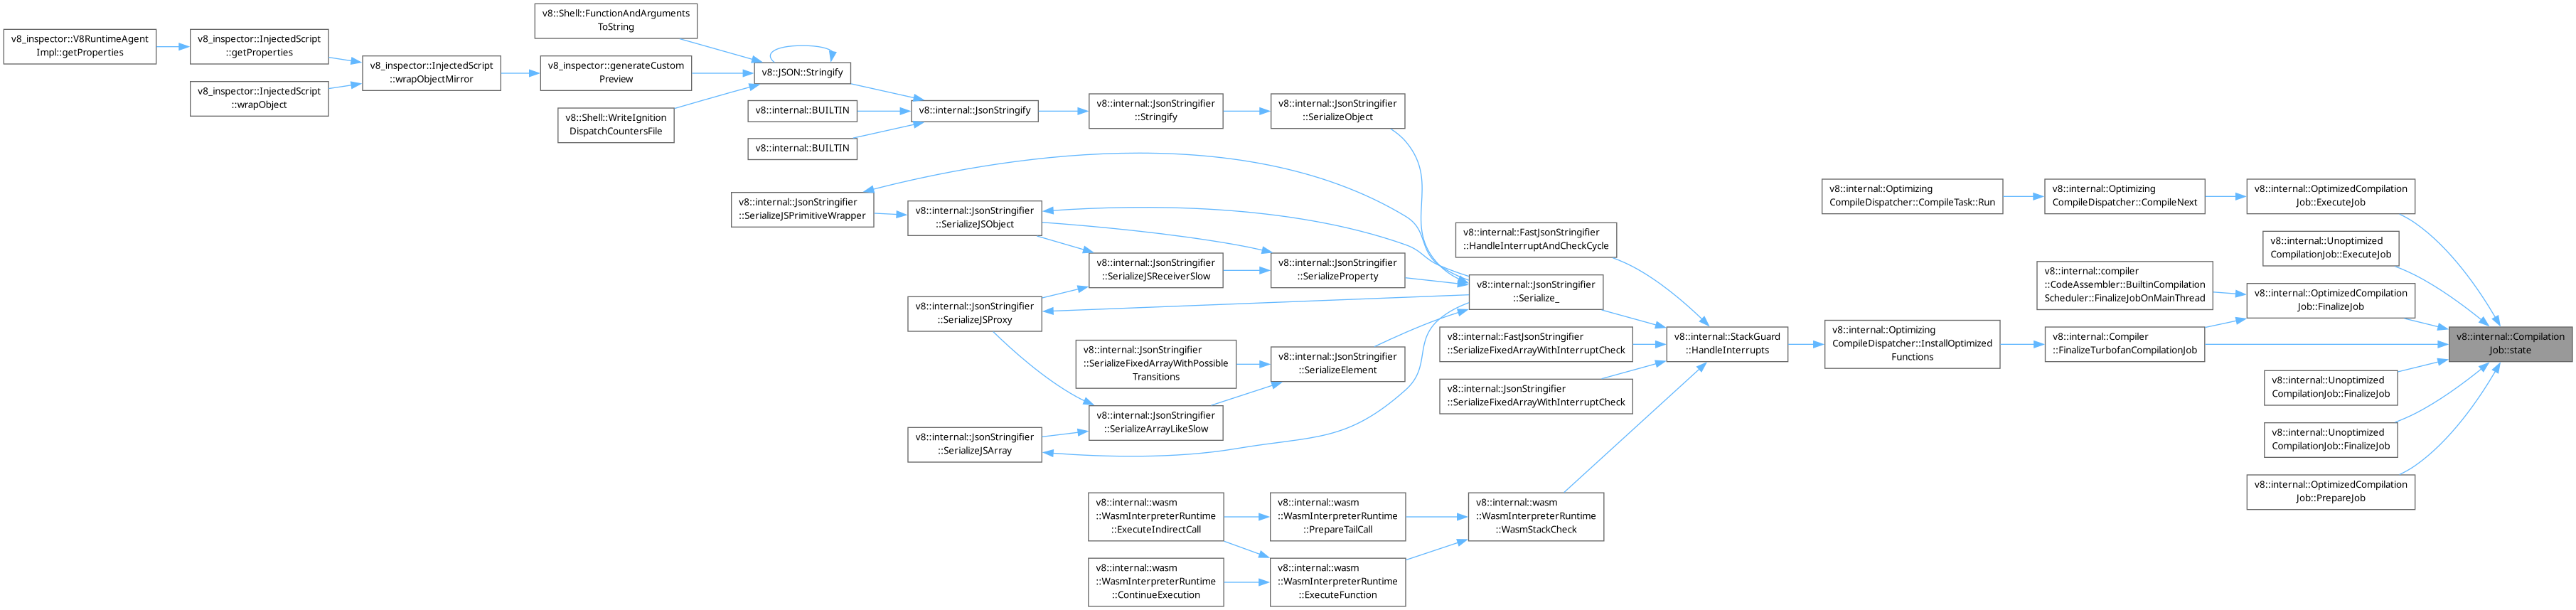 v8::Shell::FunctionAndArguments
ToString
v8_inspector::V8RuntimeAgent
Impl::getProperties
v8_inspector::InjectedScript
::getProperties
v8_inspector::InjectedScript
::wrapObject
v8_inspector::InjectedScript
::wrapObjectMirror
v8_inspector::generateCustom
Preview
v8::Shell::WriteIgnition
DispatchCountersFile
v8::JSON::Stringify
v8::internal::BUILTIN
v8::internal::BUILTIN
v8::internal::JsonStringify
v8::internal::JsonStringifier
::Stringify
v8::internal::JsonStringifier
::SerializeObject
v8::internal::JsonStringifier
::SerializeJSPrimitiveWrapper
v8::internal::JsonStringifier
::SerializeJSObject
v8::internal::JsonStringifier
::SerializeJSReceiverSlow
v8::internal::JsonStringifier
::SerializeProperty
v8::internal::JsonStringifier
::SerializeJSProxy
v8::internal::JsonStringifier
::SerializeFixedArrayWithPossible
Transitions
v8::internal::JsonStringifier
::SerializeElement
v8::internal::JsonStringifier
::SerializeArrayLikeSlow
v8::internal::JsonStringifier
::SerializeJSArray
v8::internal::FastJsonStringifier
::HandleInterruptAndCheckCycle
v8::internal::JsonStringifier
::Serialize_
v8::internal::FastJsonStringifier
::SerializeFixedArrayWithInterruptCheck
v8::internal::JsonStringifier
::SerializeFixedArrayWithInterruptCheck
v8::internal::StackGuard
::HandleInterrupts
v8::internal::wasm
::WasmInterpreterRuntime
::ExecuteIndirectCall
v8::internal::wasm
::WasmInterpreterRuntime
::PrepareTailCall
v8::internal::wasm
::WasmInterpreterRuntime
::WasmStackCheck
v8::internal::wasm
::WasmInterpreterRuntime
::ContinueExecution
v8::internal::wasm
::WasmInterpreterRuntime
::ExecuteFunction
v8::internal::Optimizing
CompileDispatcher::CompileTask::Run
v8::internal::Optimizing
CompileDispatcher::CompileNext
v8::internal::OptimizedCompilation
Job::ExecuteJob
v8::internal::Unoptimized
CompilationJob::ExecuteJob
v8::internal::compiler
::CodeAssembler::BuiltinCompilation
Scheduler::FinalizeJobOnMainThread
v8::internal::OptimizedCompilation
Job::FinalizeJob
v8::internal::Optimizing
CompileDispatcher::InstallOptimized
Functions
v8::internal::Compiler
::FinalizeTurbofanCompilationJob
v8::internal::Compilation
Job::state
v8::internal::Unoptimized
CompilationJob::FinalizeJob
v8::internal::Unoptimized
CompilationJob::FinalizeJob
v8::internal::OptimizedCompilation
Job::PrepareJob